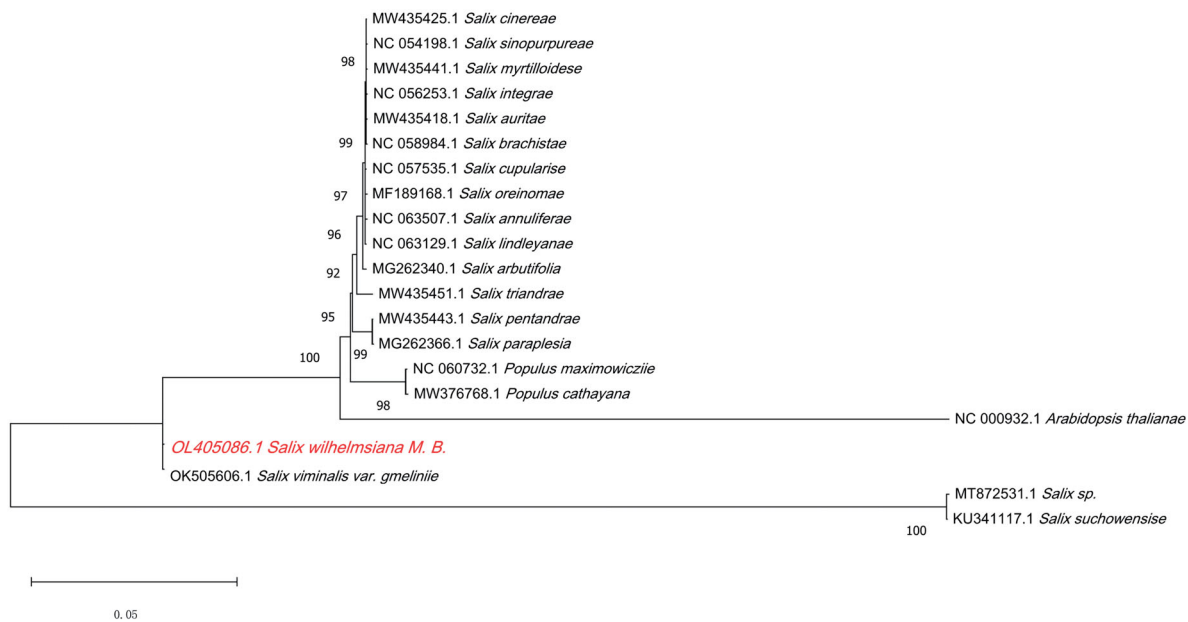 MW435425.1 Salix cinereae
NC 054198.1 Salix sinopurpureae
98
MW435441.1 Salix myrtilloidese
NC 056253.1 Salix integrae
MW435418.1 Salix auritae
99
NC 058984.1 Salix brachistae
NC 057535.1 Salix cupularise
97
MF189168.1 Salix oreinomae
NC 063507.1 Salix annuliferae
96
NC 063129.1 Salix lindleyanae
92
MG262340.1 Salix arbutifolia
MW435451.1 Salix triandrae
95
MW435443.1 Salix pentandrae
MG262366.1 Salix paraplesia
100
99
NC 060732.1 Populus maximowicziie
MW376768.1 Populus cathayana
98
NC 000932.1 Arabidopsis thalianae
OL405086.1 Salix wilhelmsiana M. B.
OK505606.1 Salix viminalis var. gmeliniie
MT872531.1 Salix sp.
KU341117.1 Salix suchowensise
100
0.05